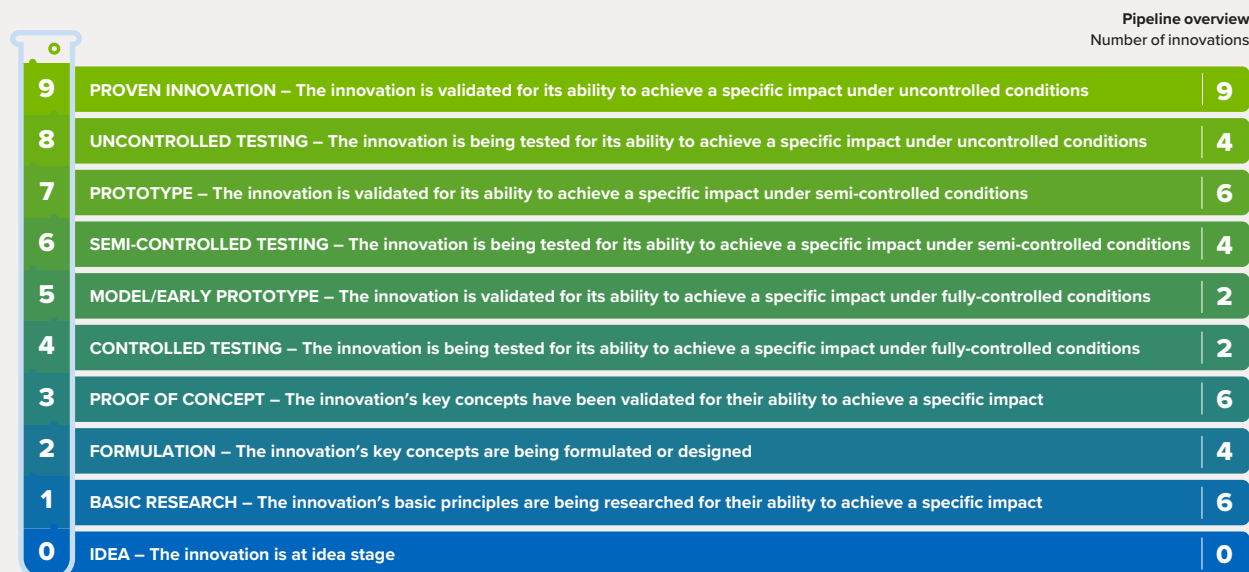 Pipeline overview
Number of innovations
9 PROVEN INNOVATION – The innovation is validated for its ability to achieve a specific impact under uncontrolled conditions 9
8 UNCONTROLLED TESTING – The innovation is being tested for its ability to achieve a specific impact under uncontrolled conditions 4
7 PROTOTYPE – The innovation is validated for its ability to achieve a specific impact under semi-controlled conditions 6
6 SEMI-CONTROLLED TESTING – The innovation is being tested for its ability to achieve a specific impact under semi-controlled conditions 4
5 MODEL/EARLY PROTOTYPE – The innovation is validated for its ability to achieve a specific impact under fully-controlled conditions 2
4 CONTROLLED TESTING – The innovation is being tested for its ability to achieve a specific impact under fully-controlled conditions 2
3 PROOF OF CONCEPT – The innovation’s key concepts have been validated for their ability to achieve a specific impact 6
2 FORMULATION – The innovation’s key concepts are being formulated or designed 4
1 BASIC RESEARCH – The innovation’s basic principles are being researched for their ability to achieve a specific impact 6
0 IDEA – The innovation is at idea stage 0